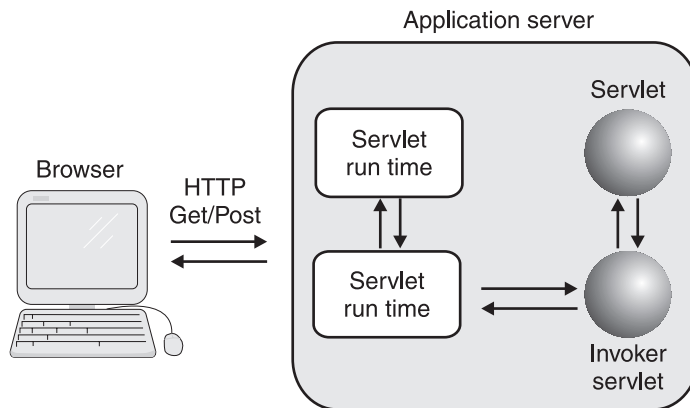 Application server
Servlet
Servlet
run time
Browser
HTTP
Get/Post
Servlet
run time
Invoker
servlet